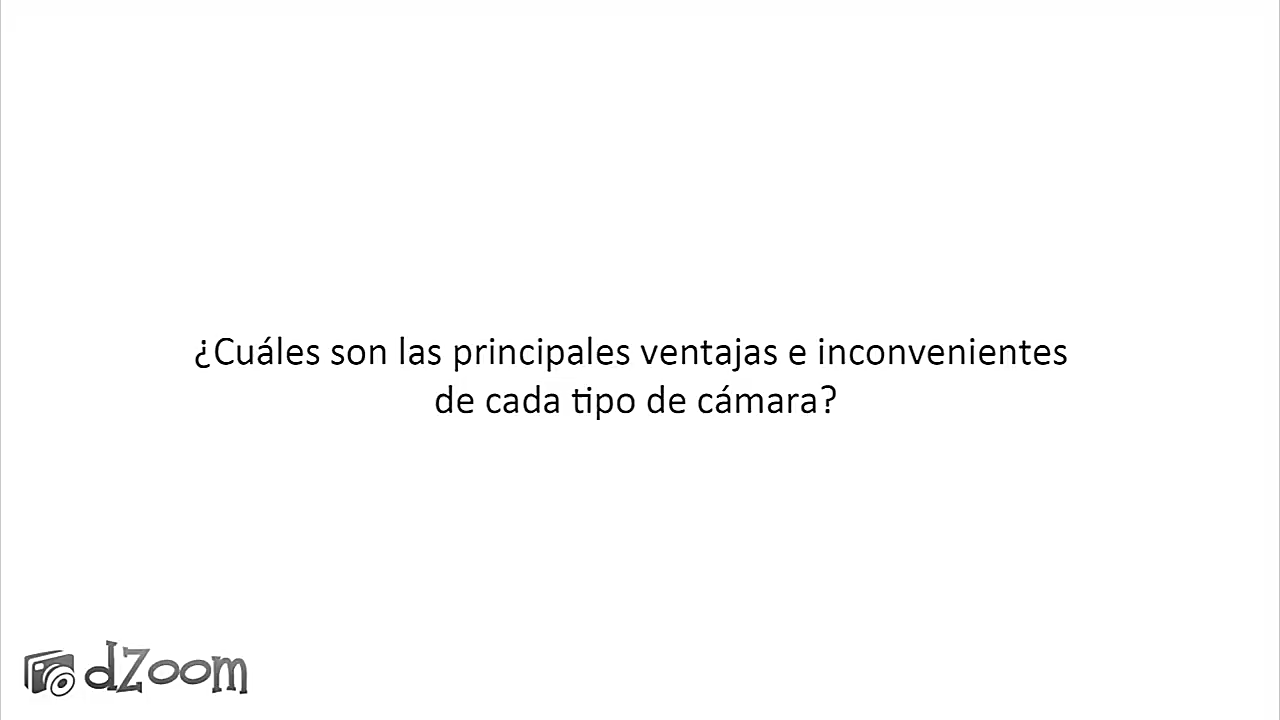 ¿Cuáles son las principales ventajas e inconvenientes
de cada tipo de cámara?
dZoom